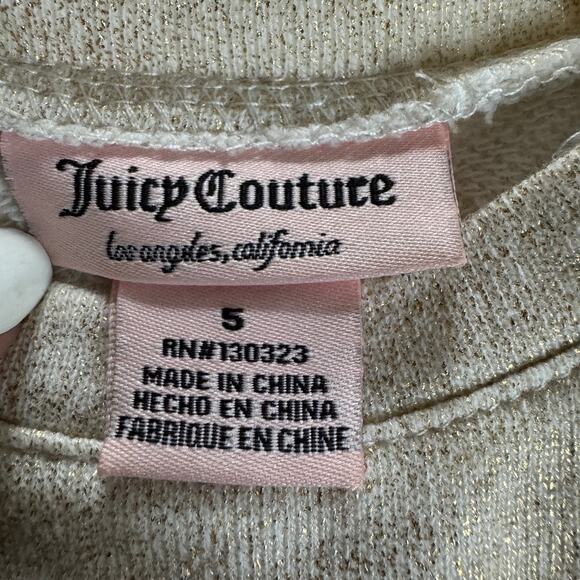 Juicy Couture
los angeles, california
5
RN#130323
MADE IN CHINA
HECHO EN CHINA
FABRIQUE EN CHINE